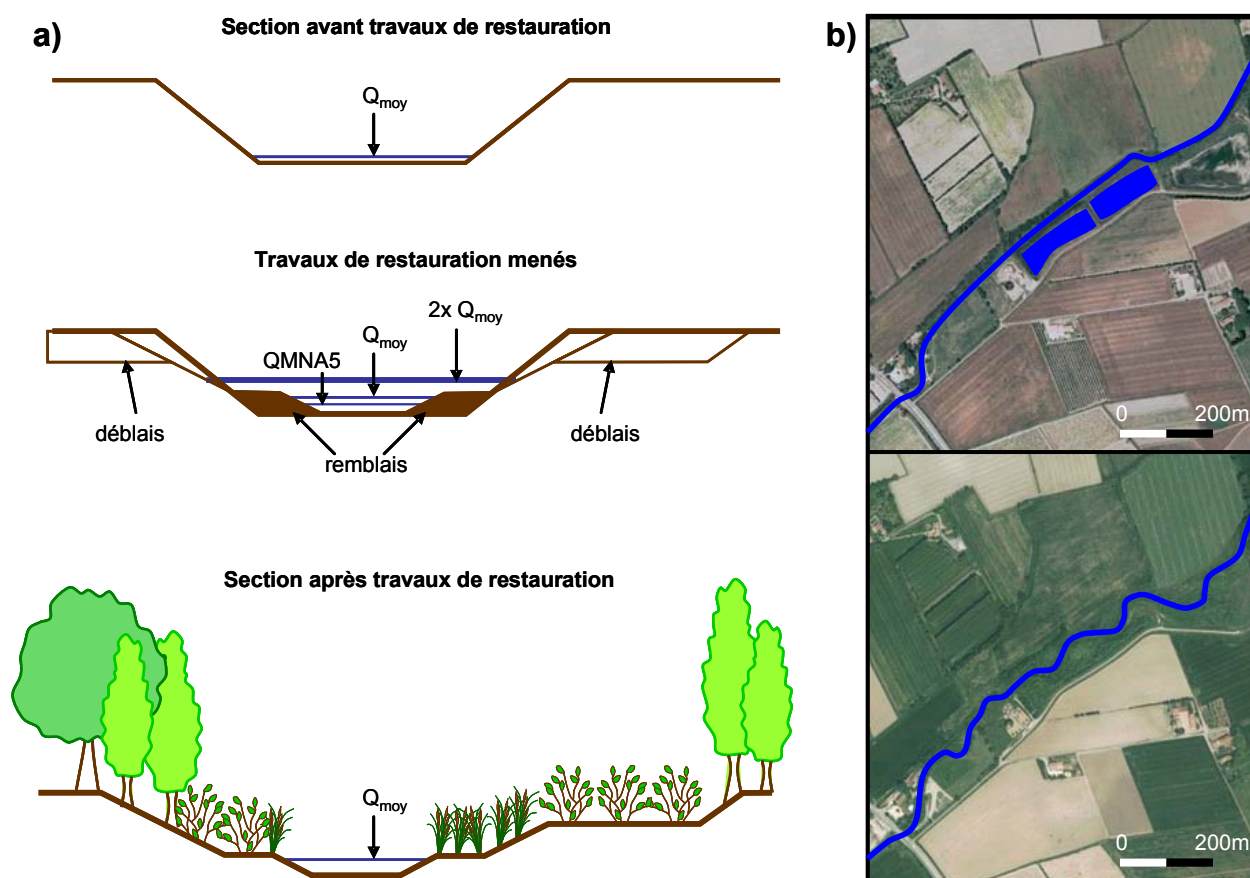 a)
Section avant travaux de restauration
Qmoy
Travaux de restauration menés
2x Qmoy
Qmoy
QMNA5
déblais
remblais
déblais
Section après travaux de restauration
Qmoy
b)
0 200m
0 200m